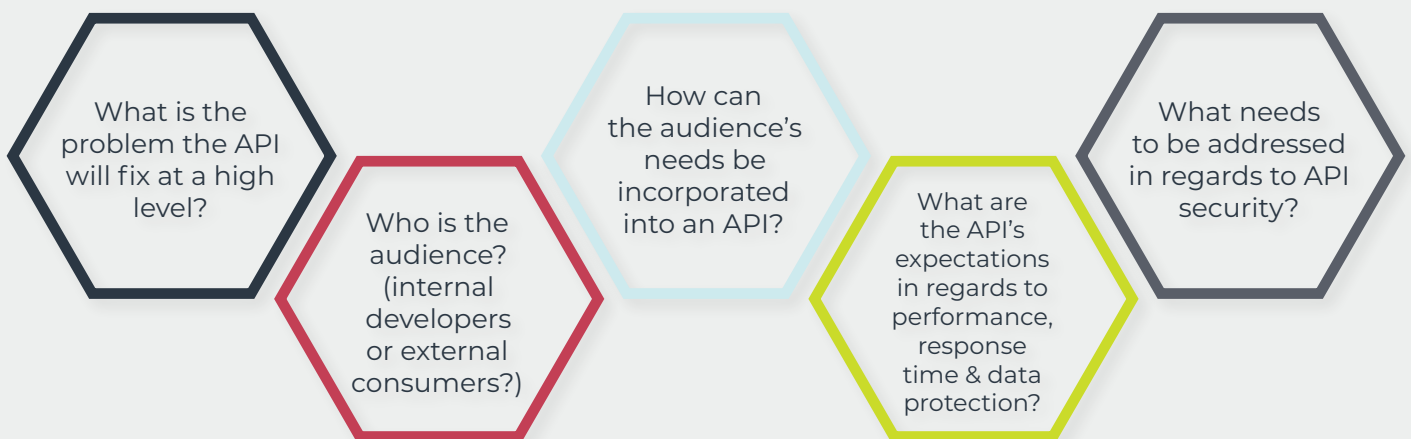 What is the
problem the API
will fix at a high
level?
Who is the
audience?
(internal
developers
or external
consumers?)
How can
the audience's
needs be
incorporated
into an API?
What are
the API's
expectations
in regards to
performance,
response
time & data
protection?
What needs
to be addressed
in regards to API
security?